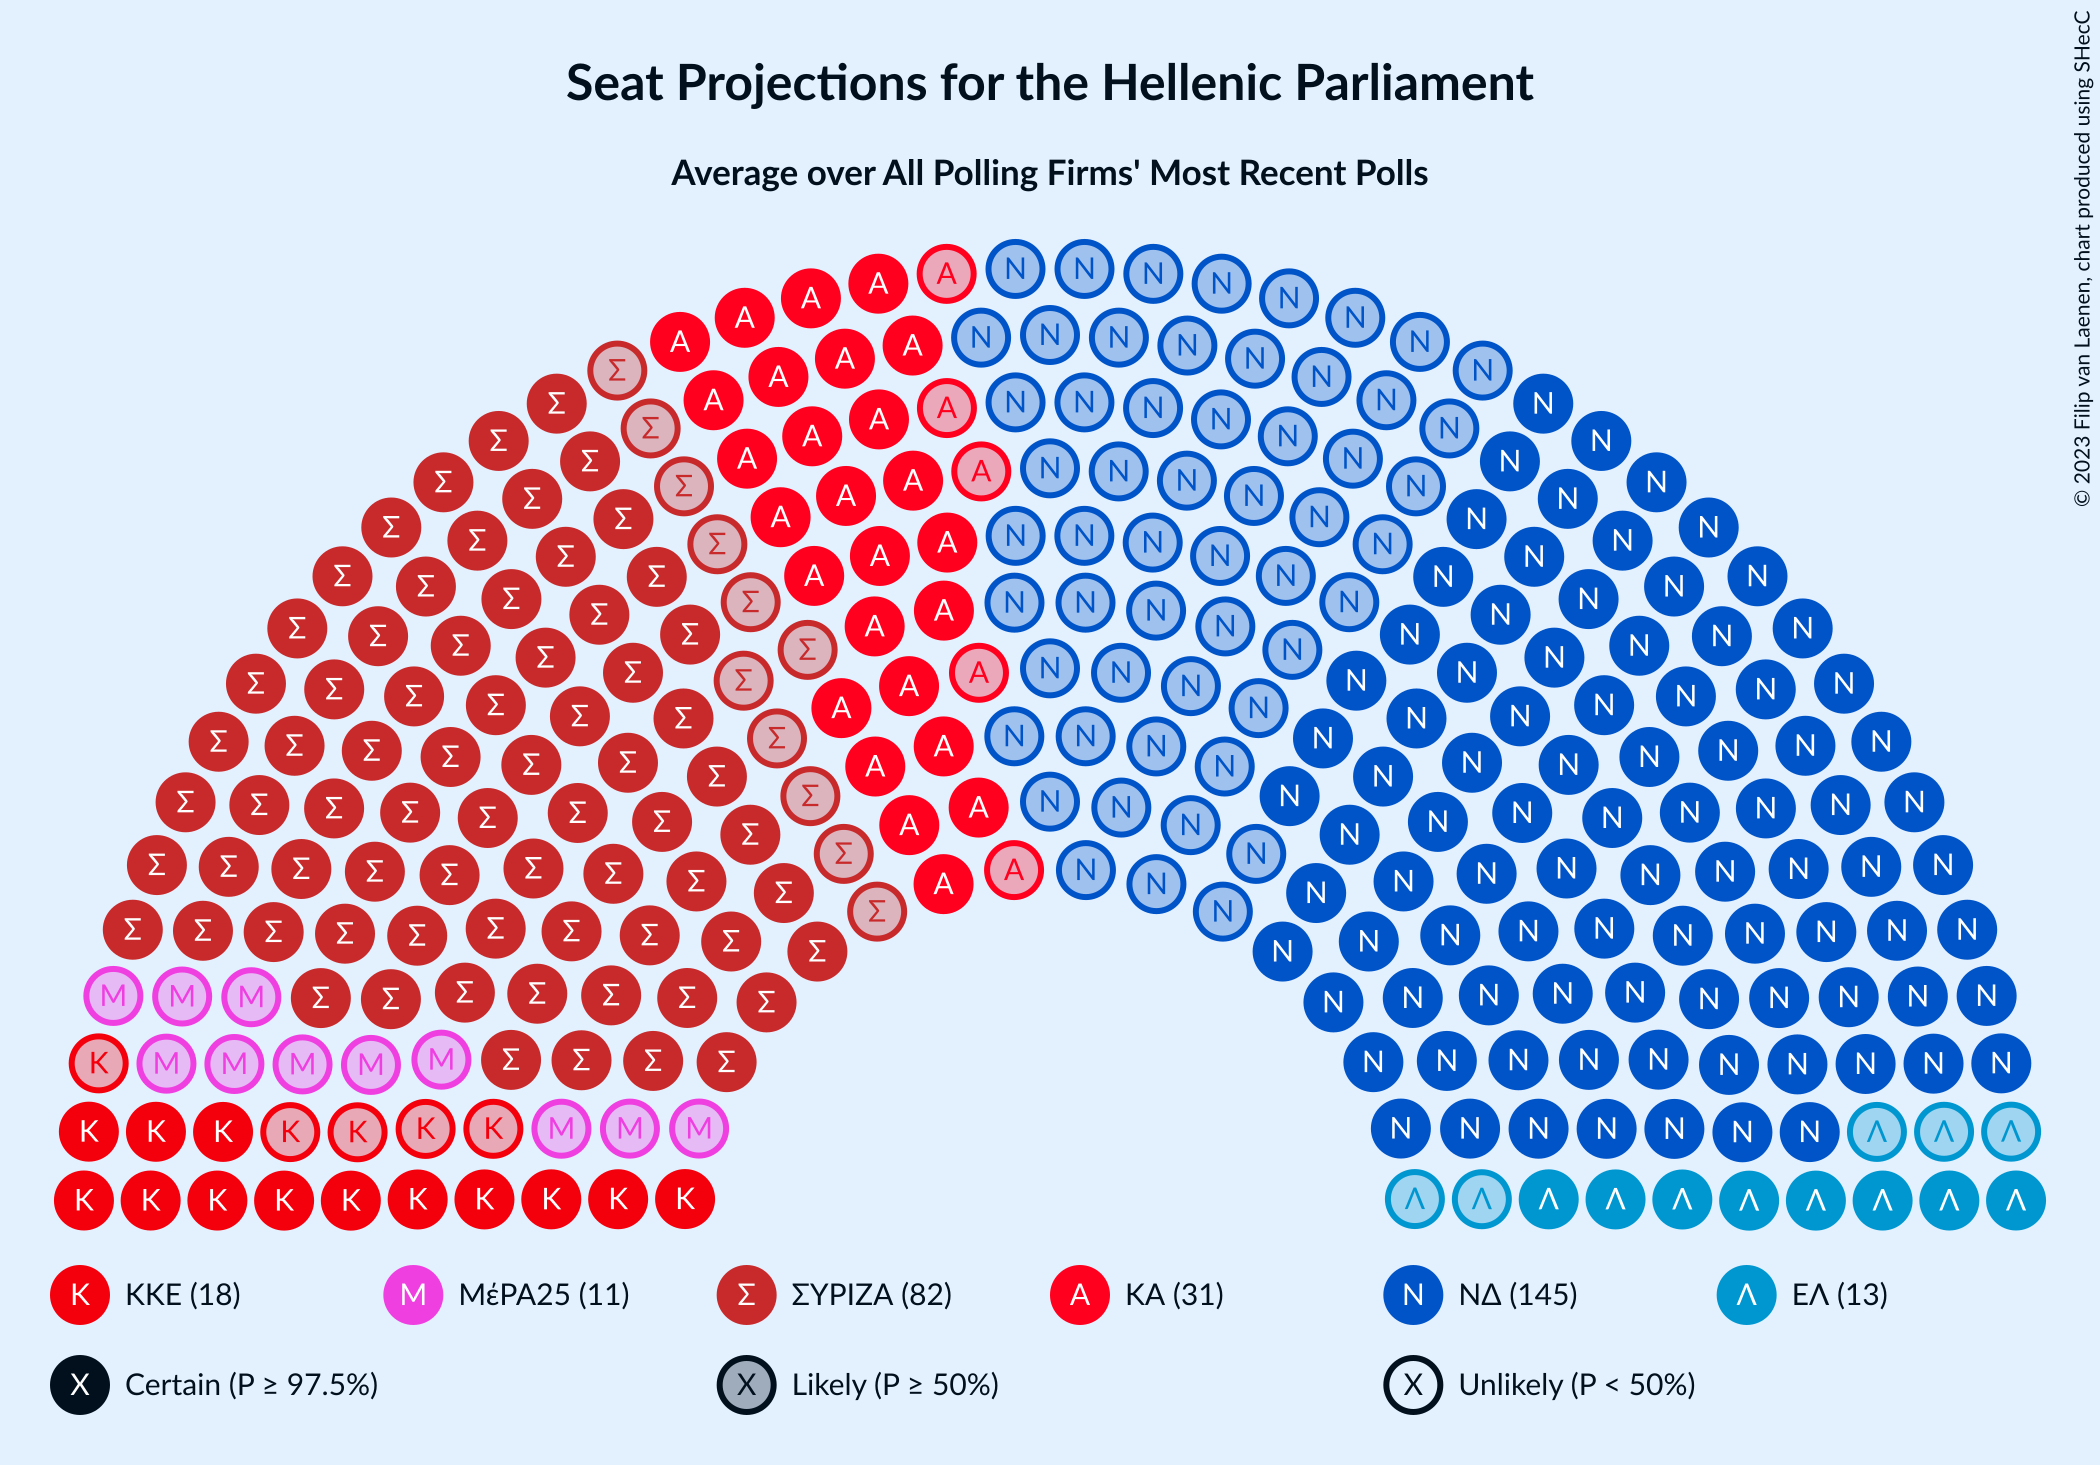 Seat Projections for the Hellenic Parliament
Average over All Polling Firms' Most Recent Polls
© 2023 Filip van Laenen, chart produced using SHecC
K ΚΚΕ (18) M ΜέΡΑ25 (11) Σ ΣΥΡΙΖΑ (82) A ΚΑ (31) N ΝΔ (145) Λ ΕΛ (13)
X Certain (P ≥ 97.5%) X Likely (P ≥ 50%) X Unlikely (P < 50%)